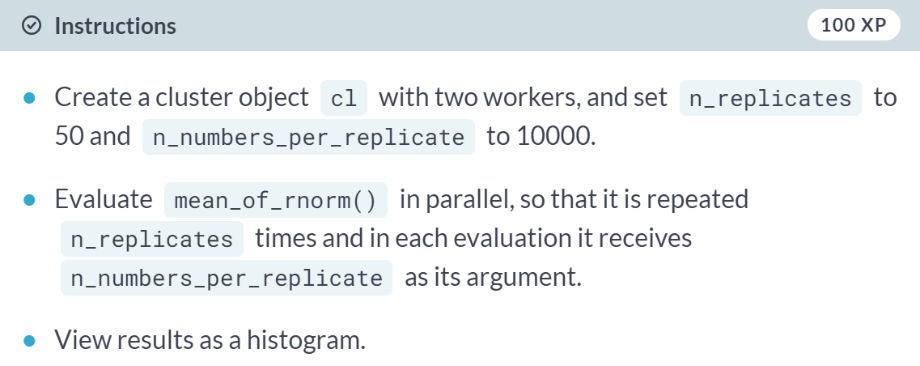 Instructions 100 XP
Create a cluster object cl with two workers, and set n_replicates to
50 and n_numbers_per_replicate to 10000.
Evaluate mean_of_rnorm() in parallel, so that it is repeated
n_replicates times and in each evaluation it receives
n_numbers_per_replicate as its argument.
View results as a histogram.